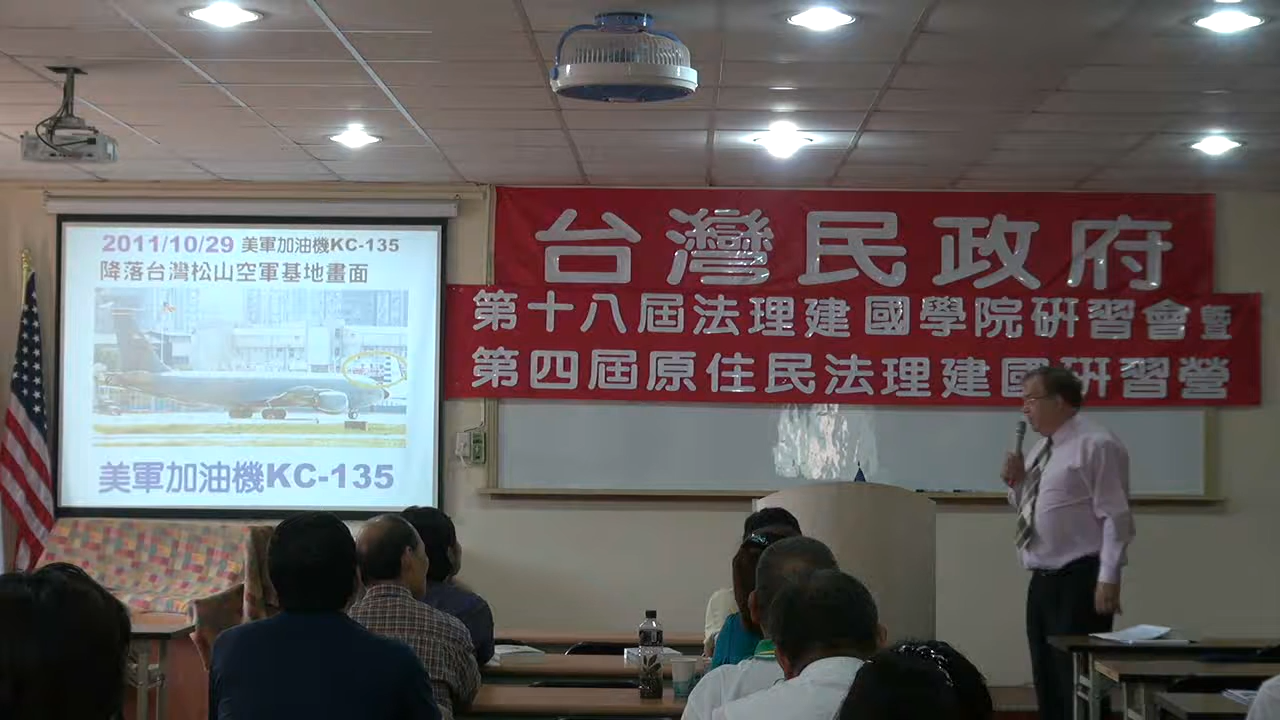 2011/10/29 美軍加油機KC-135
降落台灣松山空軍基地畫面
美軍加油機KC-135
台灣民政府
第十八屆法理建國學院研習會暨
第四屆原住民法理建國研習營